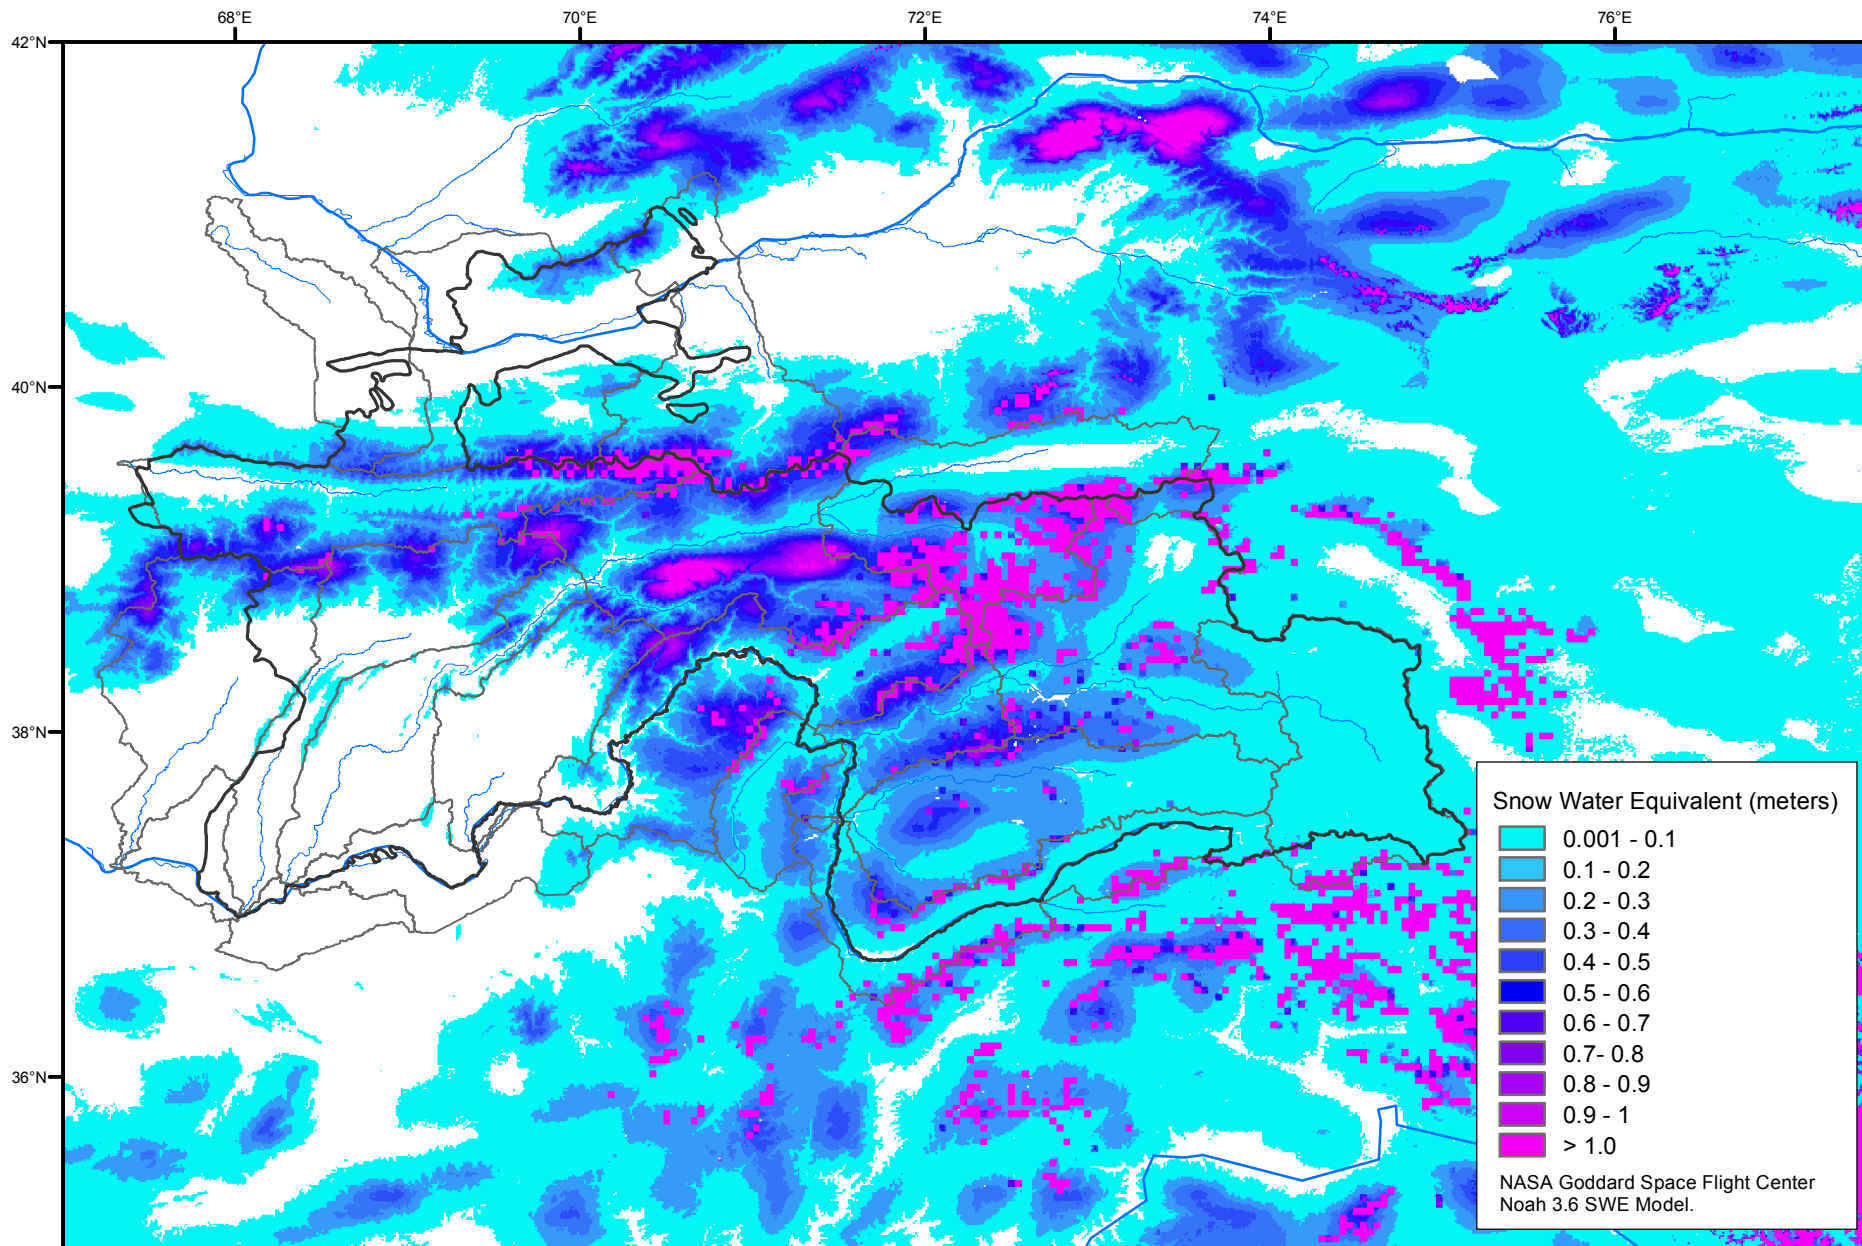 68°E
70°E
72°E
74°E
76°E
42°N
40°N
38°N
36°N
Snow Water Equivalent (meters)
0.001 - 0.1
0.1 - 0.2
0.2 - 0.3
0.3 - 0.4
0.4 - 0.5
0.5 - 0.6
0.6 - 0.7
0.7- 0.8
0.8 - 0.9
0.9 - 1
> 1.0
NASA Goddard Space Flight Center
Noah 3.6 SWE Model.